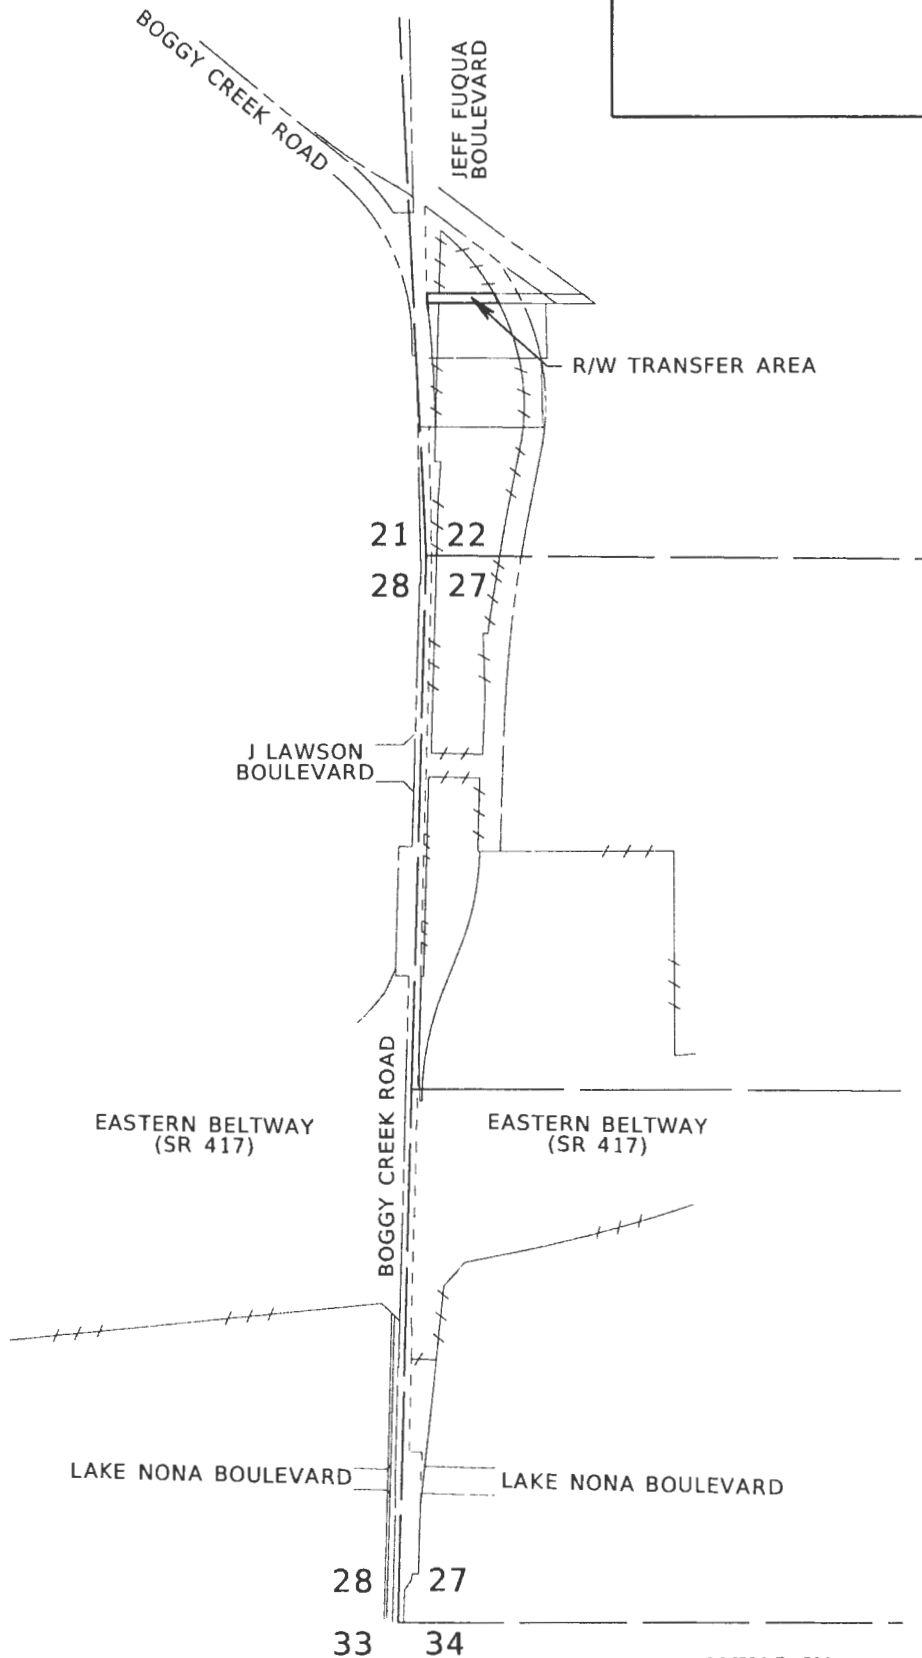 BOGGY CREEK ROAD
JEFF FUQUA
BOULEVARD
R/W TRANSFER AREA
21 22
28 27
J LAWSON
BOULEVARD
BOGGY CREEK ROAD
EASTERN BELTWAY
(SR 417)
EASTERN BELTWAY
(SR 417)
LAKE NONA BOULEVARD
LAKE NONA BOULEVARD
28 27
33 34